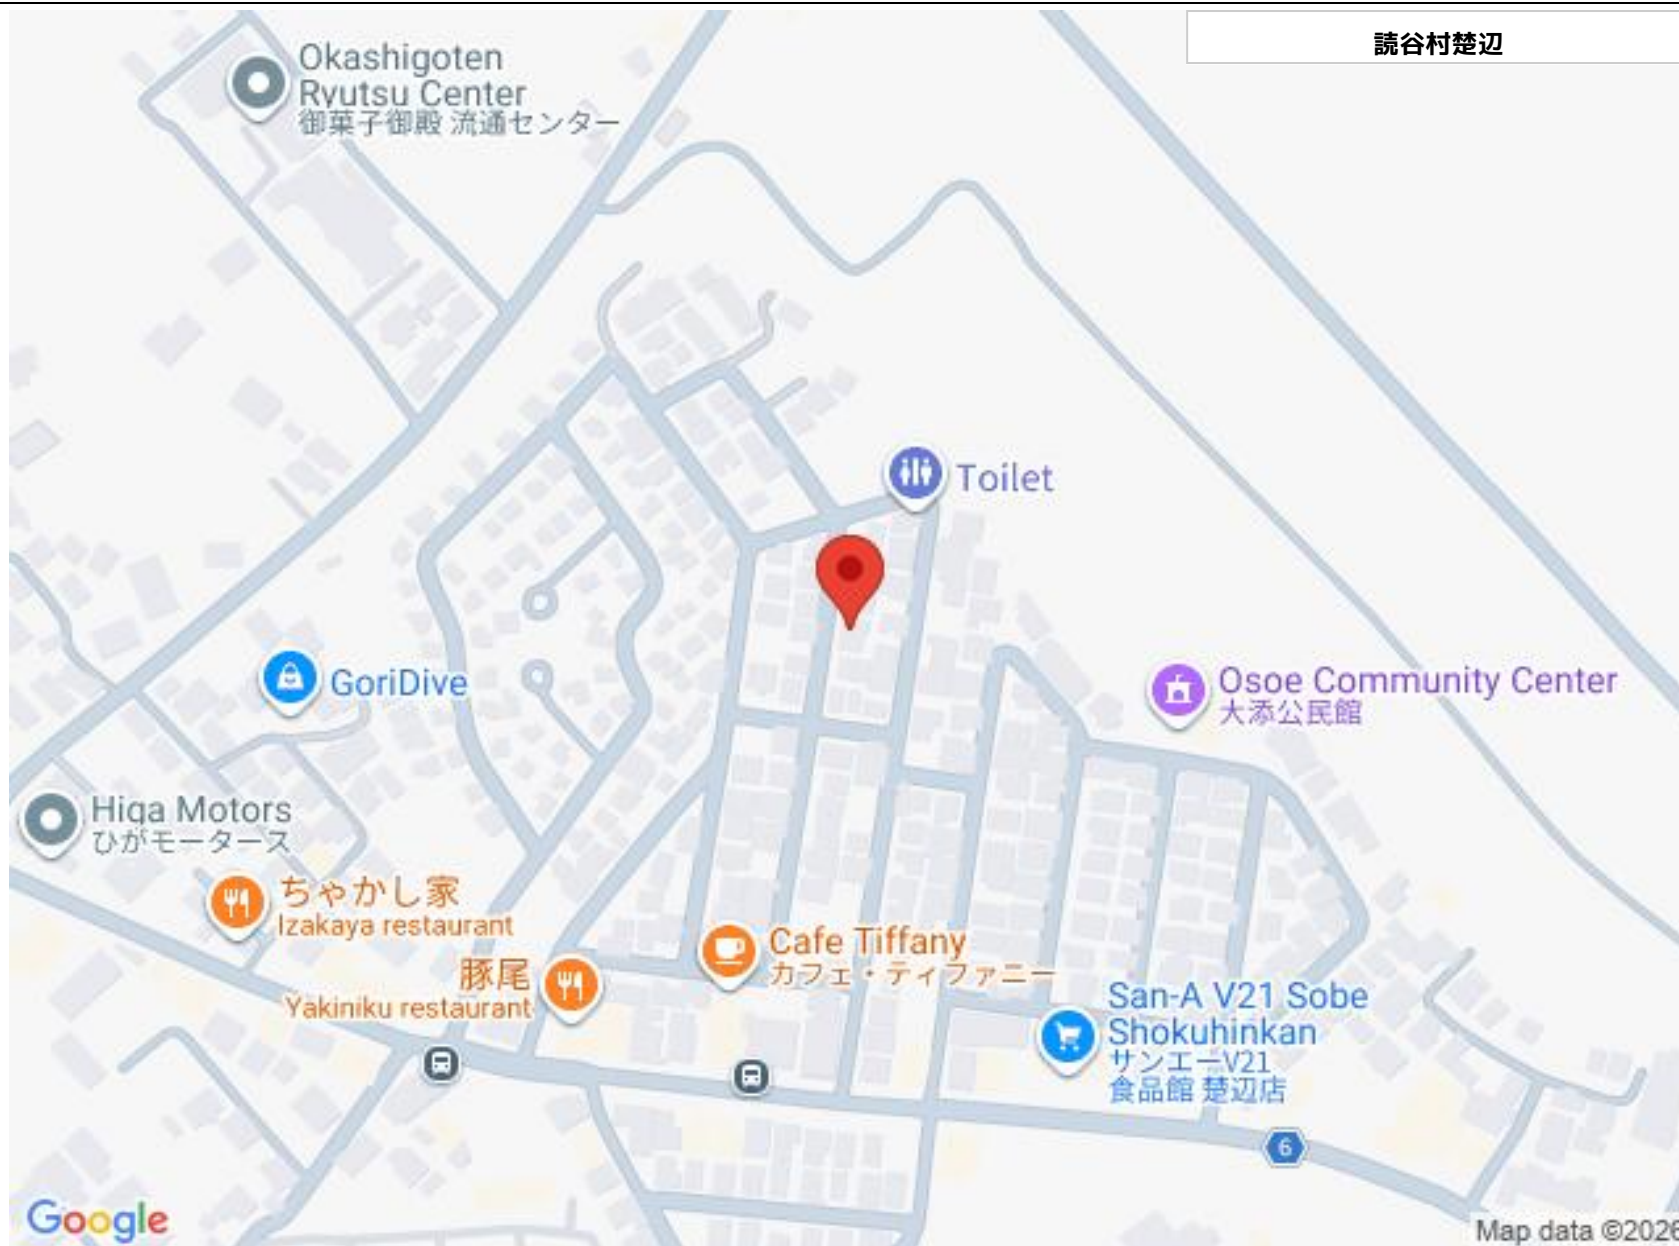 読谷村楚辺
Okashigoten
Ryutsu Center
御菓子御殿 流通センター
Toilet
GoriDive
Osoe Community Center
大添公民館
Higa Motors
ひがモータース
ちゃかし家
Izakaya restaurant
豚尾
Yakiniku restaurant
Cafe Tiffany
カフェ・ティファニー
San-A V21 Sobe
Shokuhinkan
サンエーV21
食品館 楚辺店
6
Google
Map data ©2026